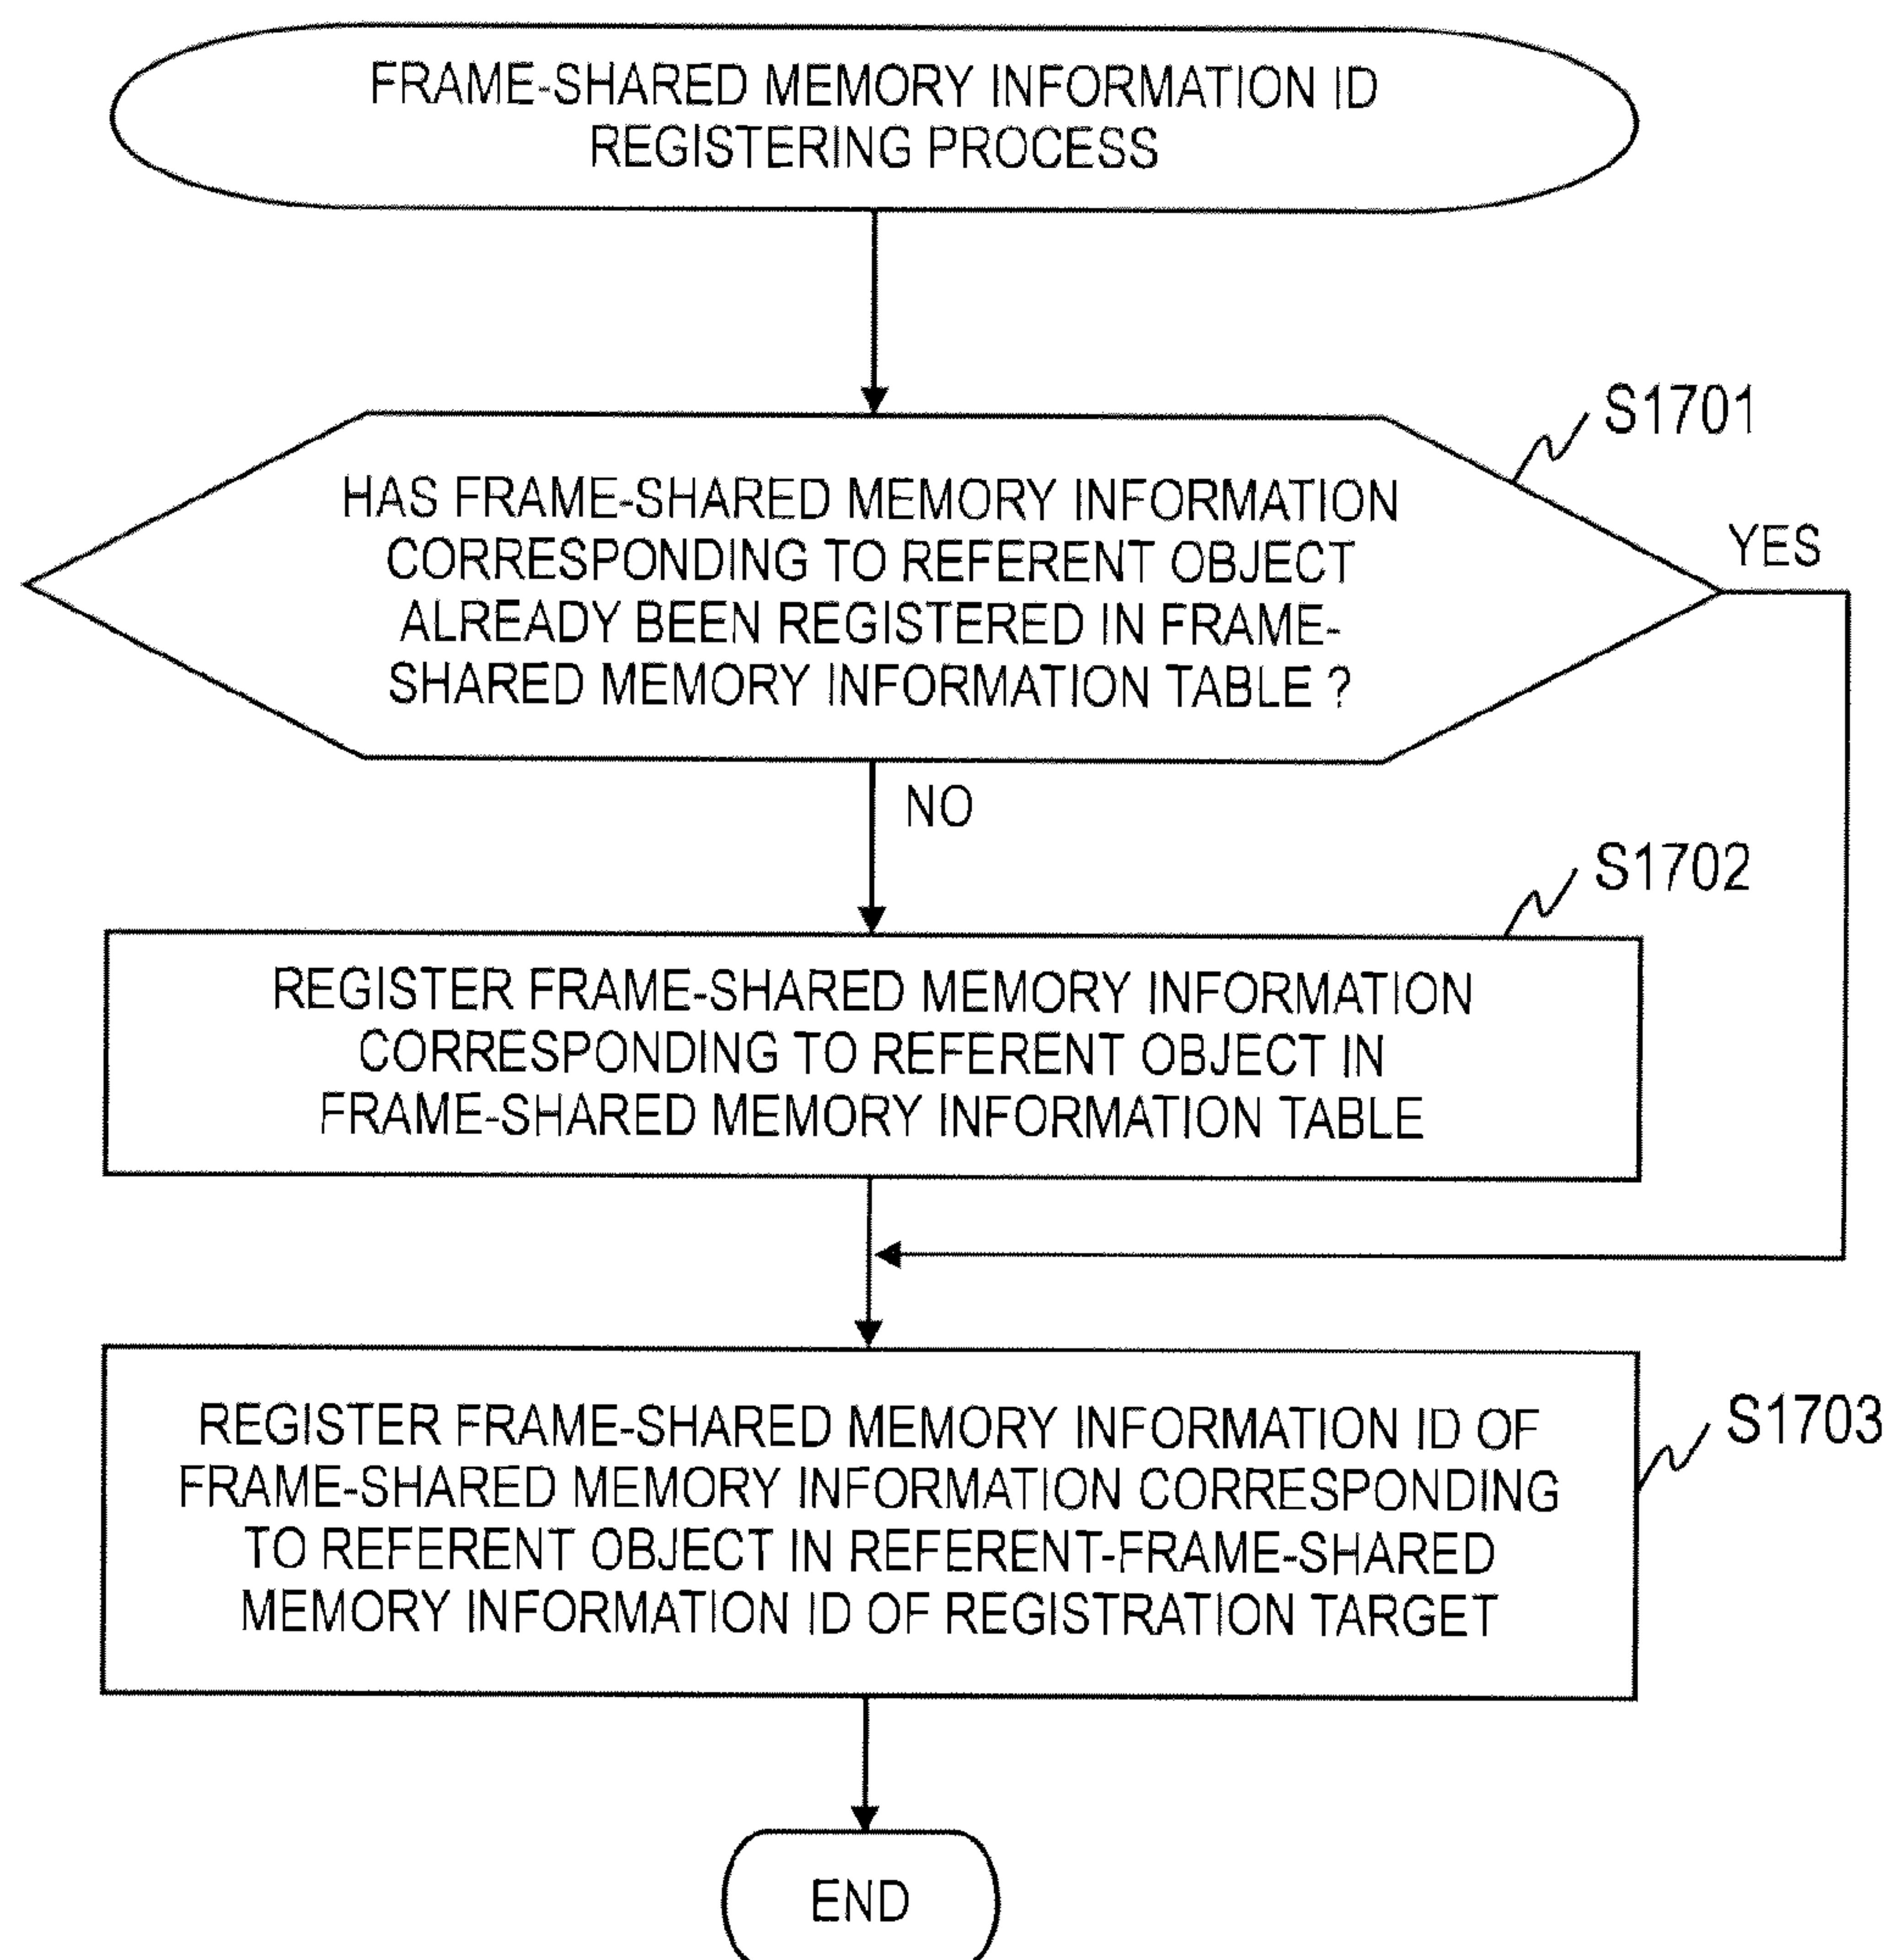 FRAME-SHARED MEMORY INFORMATION ID
REGISTERING PROCESS
S1701
HAS FRAME-SHARED MEMORY INFORMATION
CORRESPONDING TO REFERENT OBJECT
ALREADY BEEN REGISTERED IN FRAME-
SHARED MEMORY INFORMATION TABLE ?
YES
NO
S1702
REGISTER FRAME-SHARED MEMORY INFORMATION
CORRESPONDING TO REFERENT OBJECT IN
FRAME-SHARED MEMORY INFORMATION TABLE
S1703
REGISTER FRAME-SHARED MEMORY INFORMATION ID OF
FRAME-SHARED MEMORY INFORMATION CORRESPONDING
TO REFERENT OBJECT IN REFERENT-FRAME-SHARED
MEMORY INFORMATION ID OF REGISTRATION TARGET
END